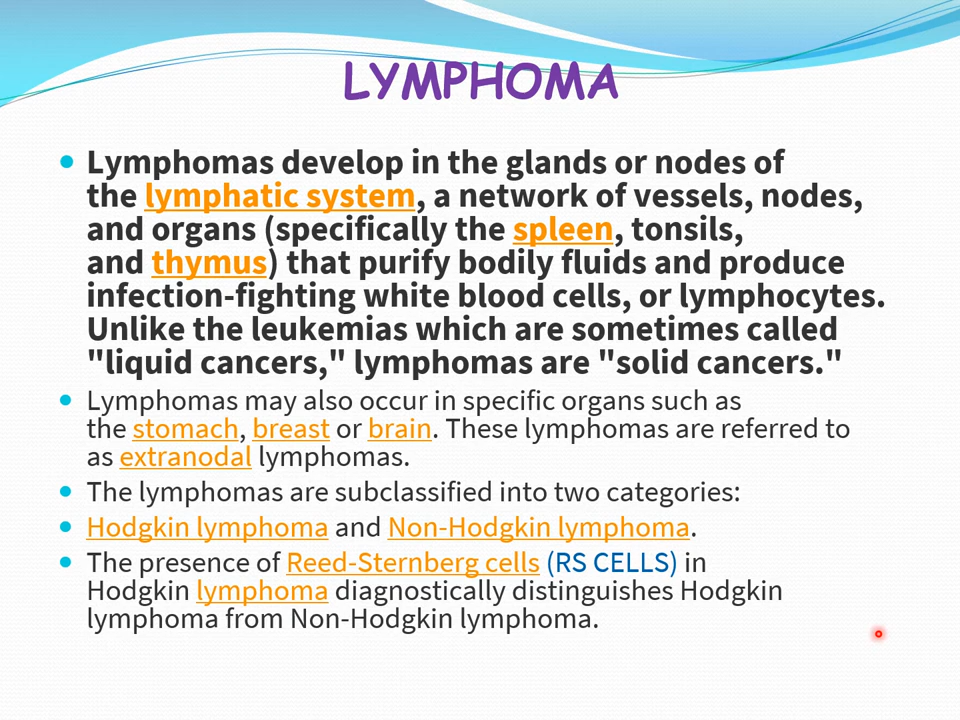 LYMPHOMA
Lymphomas develop in the glands or nodes of
the lymphatic system, a network of vessels, nodes,
and organs (specifically the spleen, tonsils,
and thymus) that purify bodily fluids and produce
infection-fighting white blood cells, or lymphocytes.
Unlike the leukemias which are sometimes called
"liquid cancers," lymphomas are "solid cancers."
Lymphomas may also occur in specific organs such as
the stomach, breast or brain. These lymphomas are referred to
as extranodal lymphomas.
The lymphomas are subclassified into two categories:
Hodgkin lymphoma and Non-Hodgkin lymphoma.
The presence of Reed-Sternberg cells (RS CELLS) in
Hodgkin lymphoma diagnostically distinguishes Hodgkin
lymphoma from Non-Hodgkin lymphoma.